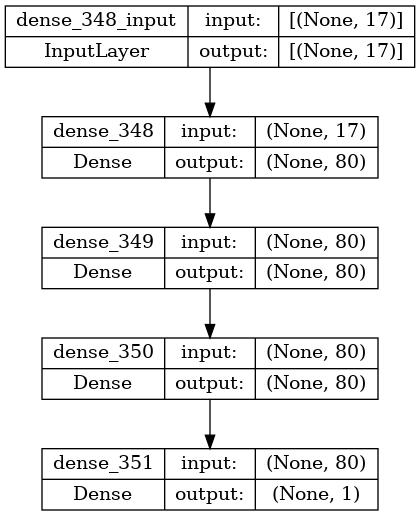 dense_348_input input: [(None, 17)]
InputLayer output: [(None, 17)]
dense_348 input: (None, 17)
Dense output: (None, 80)
dense_349 input: (None, 80)
Dense output: (None, 80)
dense_350 input: (None, 80)
Dense output: (None, 80)
dense_351 input: (None, 80)
Dense output: (None, 1)